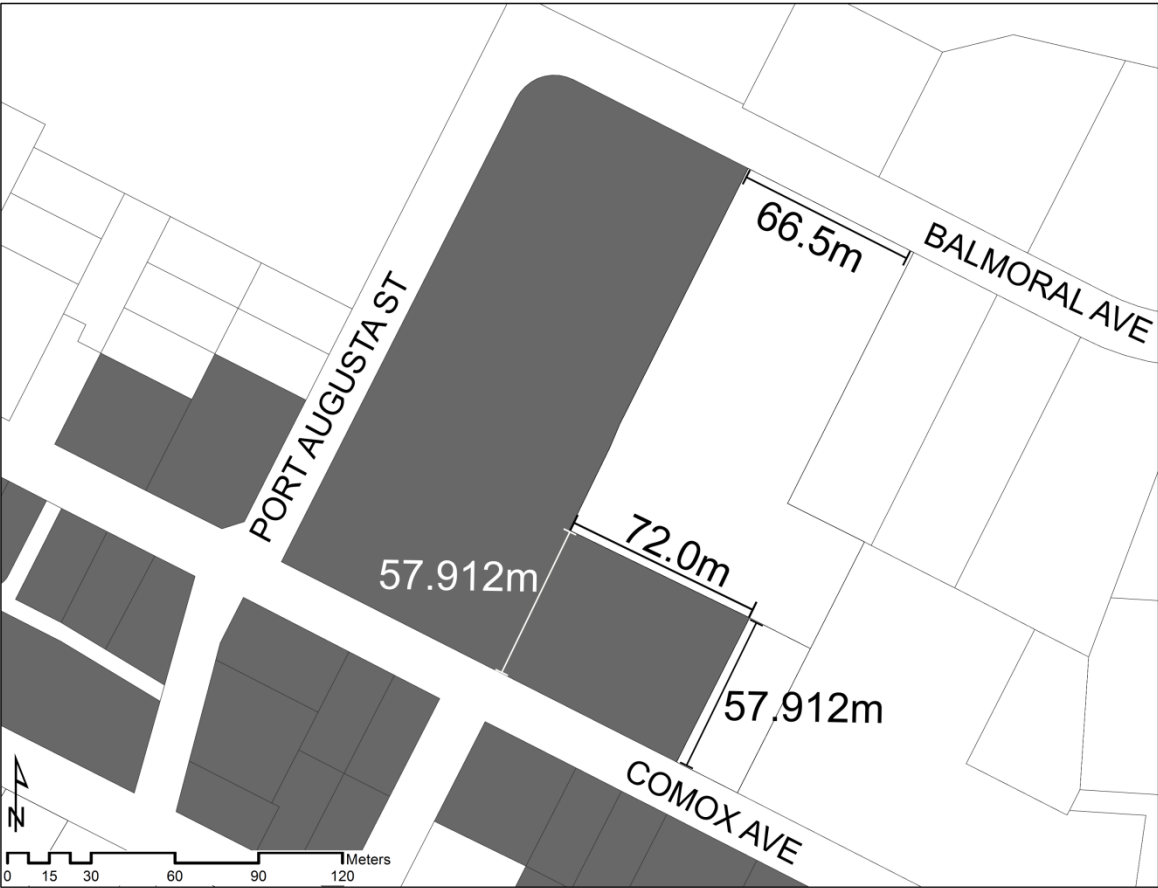 66.5m
BALMORAL AVE
PORT AUGUSTA ST
72.0m
57.912m
57.912m
COMOX AVE
N
Meters
0 15 30 60 90 120